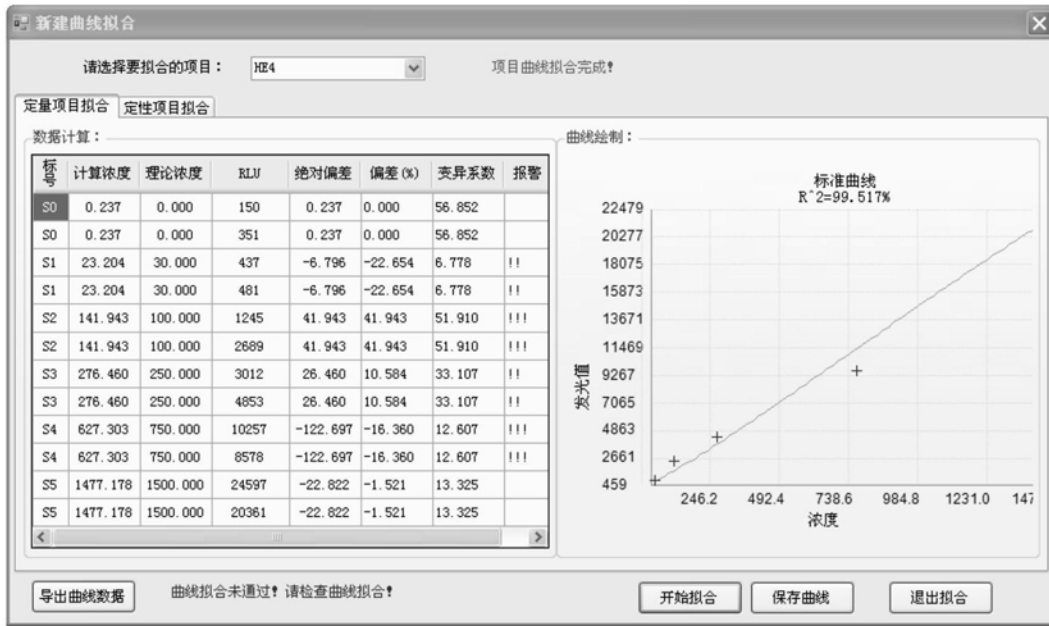 新建曲线拟合
请选择要拟合的项目： HE4 项目曲线拟合完成！
定量项目拟合 定性项目拟合
数据计算：
标号 计算浓度 理论浓度 RLU 绝对偏差 偏差(%) 变异系数 报警
S0 0.237 0.000 150 0.237 0.000 56.852
S0 0.237 0.000 351 0.237 0.000 56.852
S1 23.204 30.000 437 -6.796 -22.654 6.778 !!
S1 23.204 30.000 481 -6.796 -22.654 6.778 !!
S2 141.943 100.000 1245 41.943 41.943 51.910 !!!
S2 141.943 100.000 2689 41.943 41.943 51.910 !!!
S3 276.460 250.000 3012 26.460 10.584 33.107 !!
S3 276.460 250.000 4853 26.460 10.584 33.107 !!
S4 627.303 750.000 10257 -122.697 -16.360 12.607 !!!
S4 627.303 750.000 8578 -122.697 -16.360 12.607 !!!
S5 1477.178 1500.000 24597 -22.822 -1.521 13.325
S5 1477.178 1500.000 20361 -22.822 -1.521 13.325
曲线绘制：
标准曲线
R^2=99.517%
22479
20277
18075
15873
13671
11469
9267
7065
4863
2661
459
发光值
246.2 492.4 738.6 984.8 1231.0 147
浓度
导出曲线数据 曲线拟合未通过！请检查曲线拟合！ 开始拟合 保存曲线 退出拟合